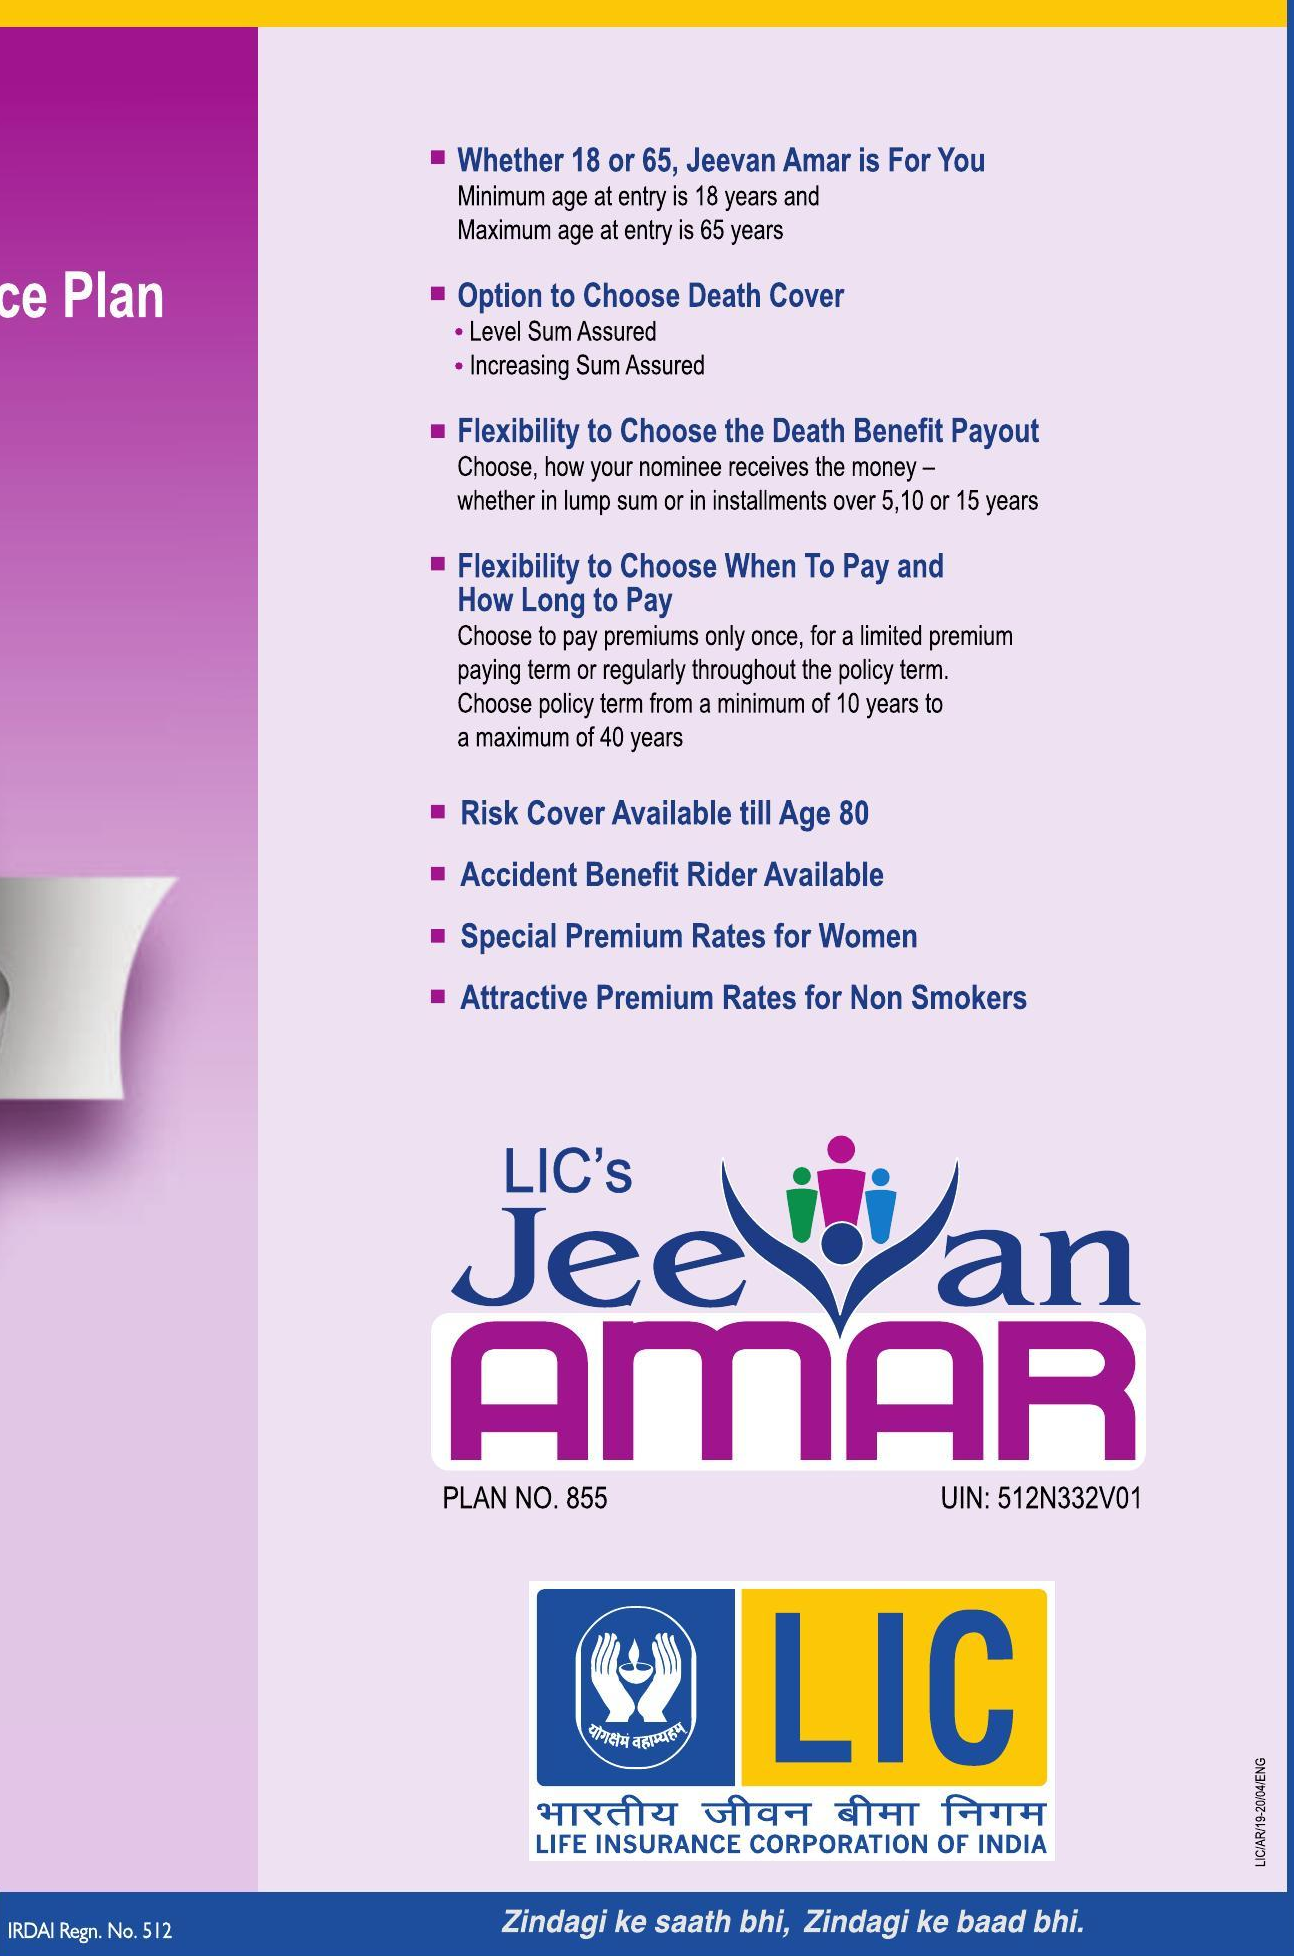 ce Plan
Whether 18 or 65, Jeevan Amar is For You
Minimum age at entry is 18 years and
Maximum age at entry is 65 years
Option to Choose Death Cover
• Level Sum Assured
• Increasing Sum Assured
Flexibility to Choose the Death Benefit Payout
Choose, how your nominee receives the money –
whether in lump sum or in installments over 5,10 or 15 years
Flexibility to Choose When To Pay and
How Long to Pay
Choose to pay premiums only once, for a limited premium
paying term or regularly throughout the policy term.
Choose policy term from a minimum of 10 years to
a maximum of 40 years
Risk Cover Available till Age 80
Accident Benefit Rider Available
Special Premium Rates for Women
Attractive Premium Rates for Non Smokers
LIC's
Jeevan
AMAR
PLAN NO. 855 UIN: 512N332V01
योगक्षेमं वहाम्यहम्
LIC
भारतीय जीवन बीमा निगम
LIFE INSURANCE CORPORATION OF INDIA
LIC/AR/19-20/04/ENG
IRDAI Regn. No. 512
Zindagi ke saath bhi, Zindagi ke baad bhi.